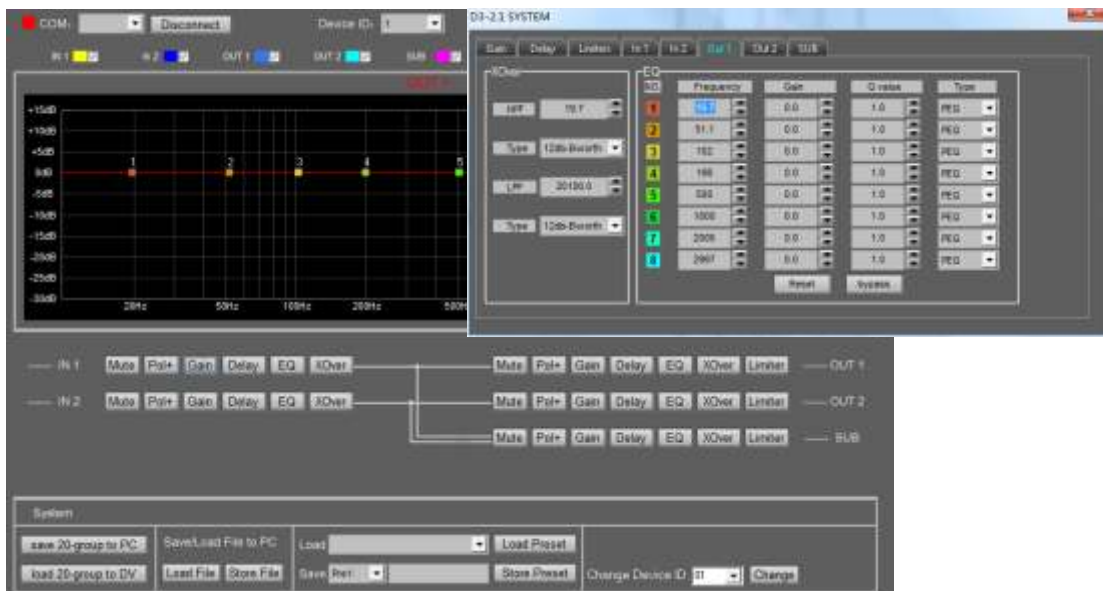 COM: Disconnect Device ID: 1
IN 1 IN 2 OUT 1 OUT 2 SUB
+15dB
+10dB
+5dB
0dB
-5dB
-10dB
-15dB
-20dB
-25dB
-30dB
1 2 3 4 5
20Hz 50Hz 100Hz 200Hz 500H
D3-2.1 SYSTEM
Gain Delay Limiter In 1 In 2 Out 1 Out 2 SUB
XOver
HPF 19.7
Type 12db-Bworth
LPF
Type 12db-Bworth
EQ
NO. Frequency Gain Q value Type
1 19.7 0.0 1.0 PEQ
2 51.1 0.0 1.0 PEQ
3 102 0.0 1.0 PEQ
4 0.0 1.0 PEQ
5 0.0 1.0 PEQ
6 1000 0.0 1.0 PEQ
7 0.0 1.0 PEQ
8 0.0 1.0 PEQ
Reset bypass
IN 1 Mute Pol+ Gain Delay EQ XOver Mute Pol+ Gain Delay EQ XOver Limiter OUT 1
IN 2 Mute Pol+ Gain Delay EQ XOver Mute Pol+ Gain Delay EQ XOver Limiter OUT 2
Mute Pol+ Gain Delay EQ XOver Limiter SUB
System
save 20-group to PC Save/Load File to PC Load Load Preset
load 20-group to DV Load File Store File Save Store Preset Change Device ID 01 Change